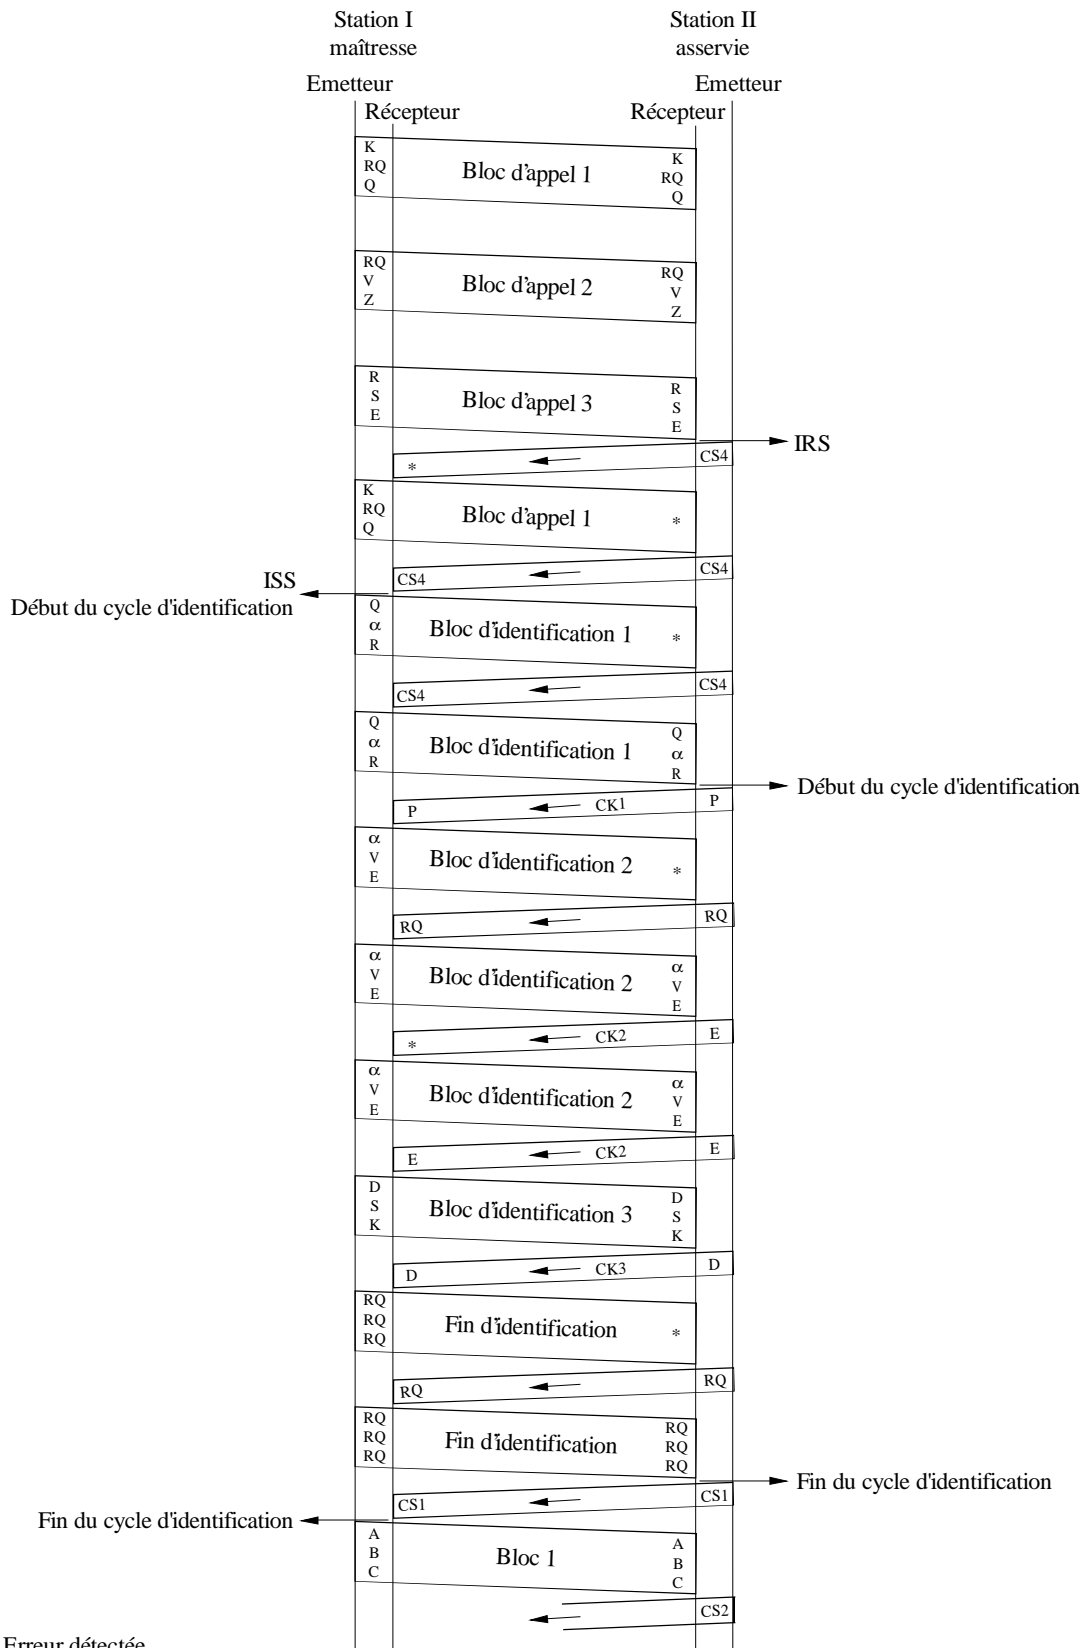 Station I
maîtresse
Station II
asservie
Emetteur
Emetteur
Récepteur
Récepteur
K
RQ
Q
Bloc d'appel 1
K
RQ
Q
RQ
V
Z
Bloc d'appel 2
RQ
V
Z
R
S
E
Bloc d'appel 3
R
S
E
IRS
*
CS4
K
RQ
Q
Bloc d'appel 1
*
CS4
CS4
ISS
Début du cycle d'identification
Q
α
R
Bloc d'identification 1
*
CS4
CS4
Q
α
R
Bloc d'identification 1
Q
α
R
Début du cycle d'identification
P
CK1
P
α
V
E
Bloc d'identification 2
*
RQ
RQ
α
V
E
Bloc d'identification 2
α
V
E
*
CK2
E
α
V
E
Bloc d'identification 2
α
V
E
E
CK2
E
D
S
K
Bloc d'identification 3
D
S
K
D
CK3
D
RQ
RQ
RQ
Fin d'identification
*
RQ
RQ
RQ
RQ
RQ
Fin d'identification
RQ
RQ
RQ
Fin du cycle d'identification
CS1
CS1
Fin du cycle d'identification
A
B
C
Bloc 1
A
B
C
CS2
Erreur détectée